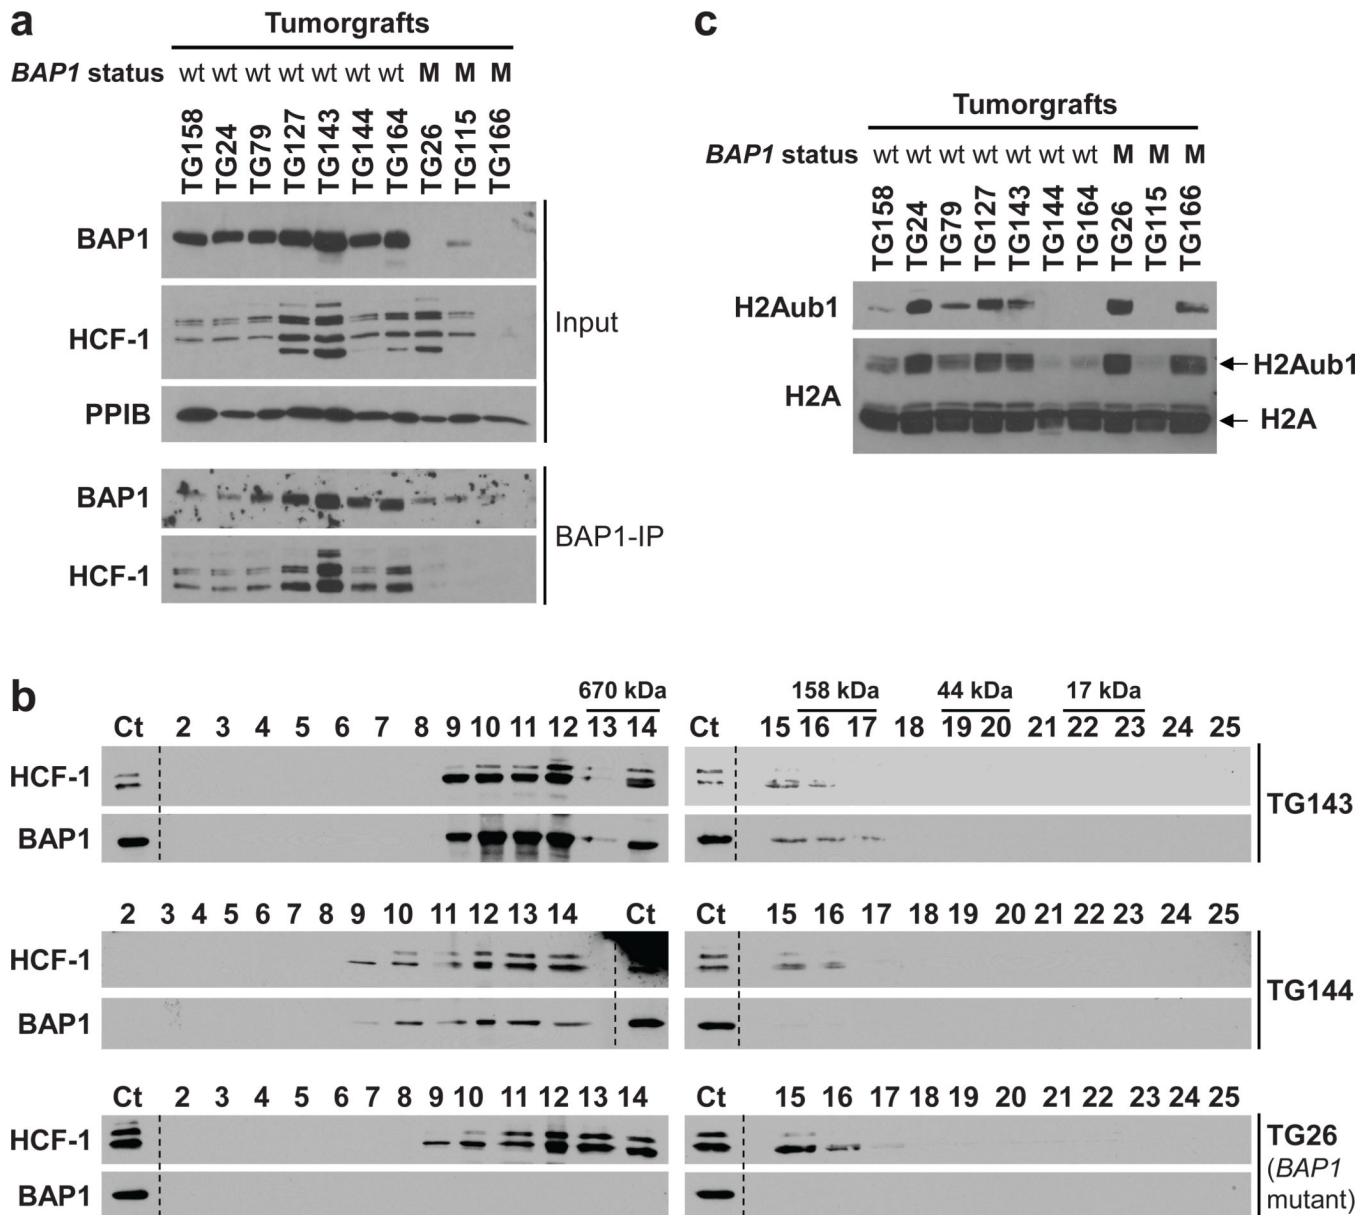 a
Tumorgrafts
BAP1 status wt wt wt wt wt wt wt M M M
TG158 TG24 TG79 TG127 TG143 TG144 TG164 TG26 TG115 TG166
BAP1
HCF-1
PPIB
Input
BAP1
HCF-1
BAP1-IP
c
Tumorgrafts
BAP1 status wt wt wt wt wt wt wt M M M
TG158 TG24 TG79 TG127 TG143 TG144 TG164 TG26 TG115 TG166
H2Aub1
H2A
H2Aub1
H2A
b
670 kDa 158 kDa 44 kDa 17 kDa
Ct 2 3 4 5 6 7 8 9 10 11 12 13 14 Ct 15 16 17 18 19 20 21 22 23 24 25
HCF-1
BAP1
TG143
2 3 4 5 6 7 8 9 10 11 12 13 14 Ct Ct 15 16 17 18 19 20 21 22 23 24 25
HCF-1
BAP1
TG144
Ct 2 3 4 5 6 7 8 9 10 11 12 13 14 Ct 15 16 17 18 19 20 21 22 23 24 25
HCF-1
BAP1
TG26
(BAP1
mutant)